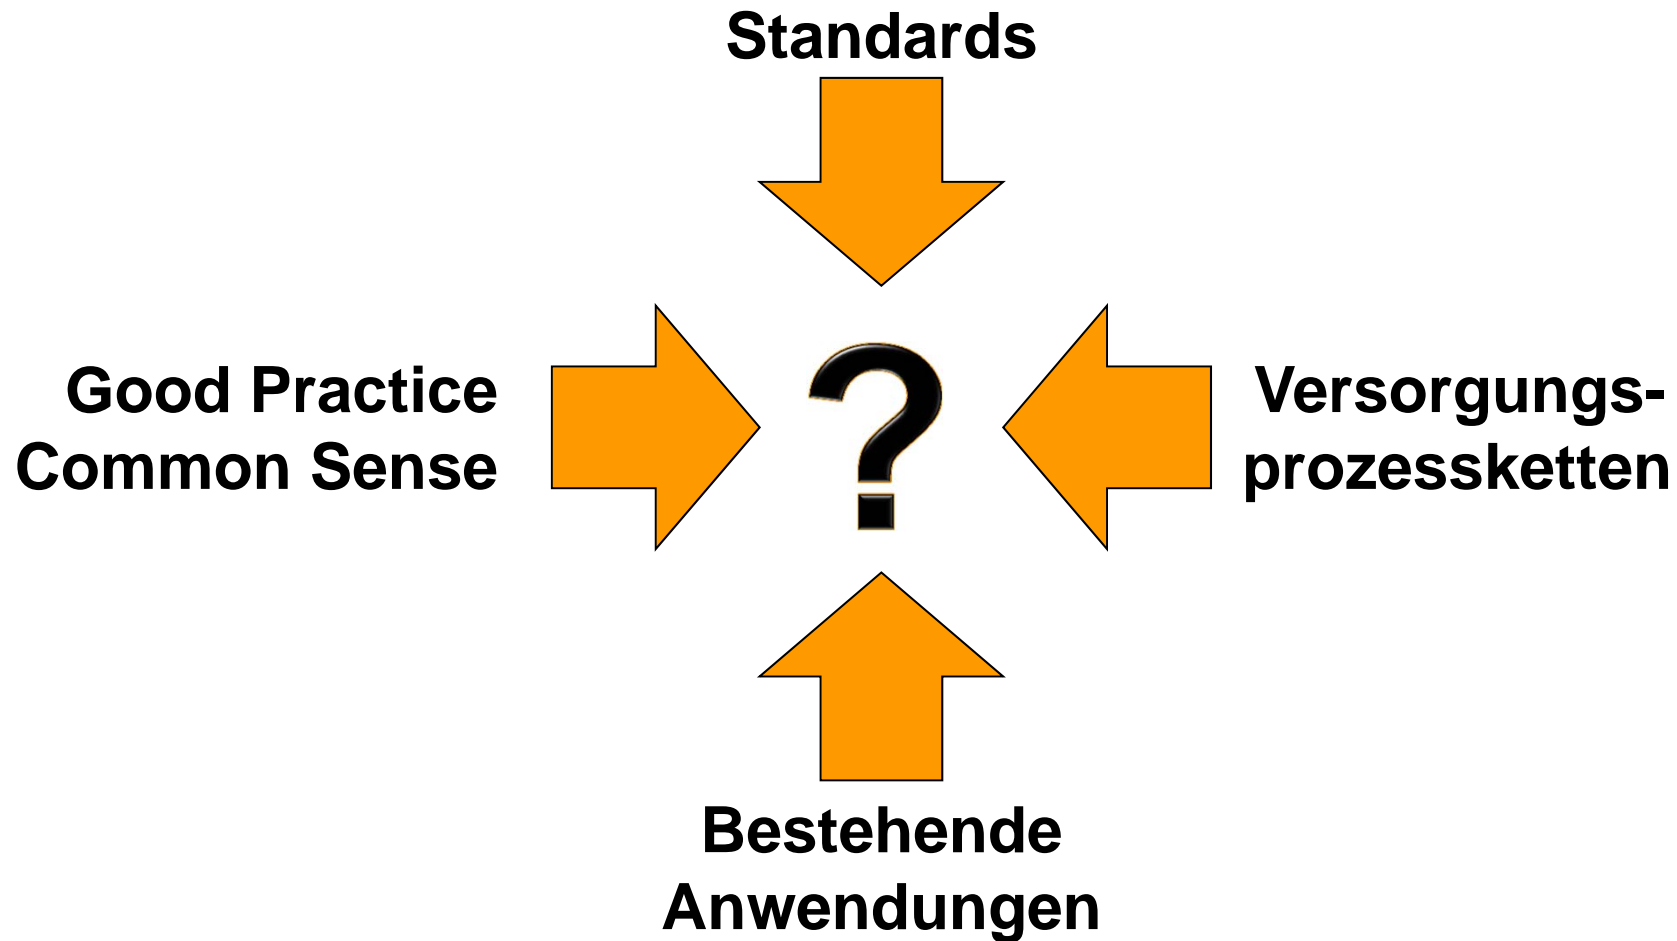 Standards
Good Practice
Common Sense
?
Versorgungs-
prozessketten
Bestehende
Anwendungen